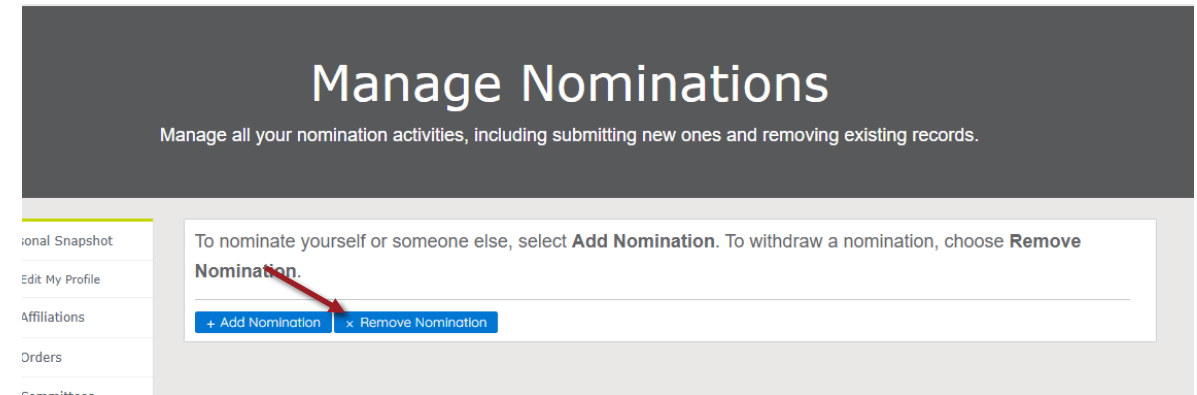 Manage Nominations
Manage all your nomination activities, including submitting new ones and removing existing records.
sonal Snapshot
Edit My Profile
Affiliations
Orders
To nominate yourself or someone else, select Add Nomination. To withdraw a nomination, choose Remove
Nomination.
+ Add Nomination
× Remove Nomination